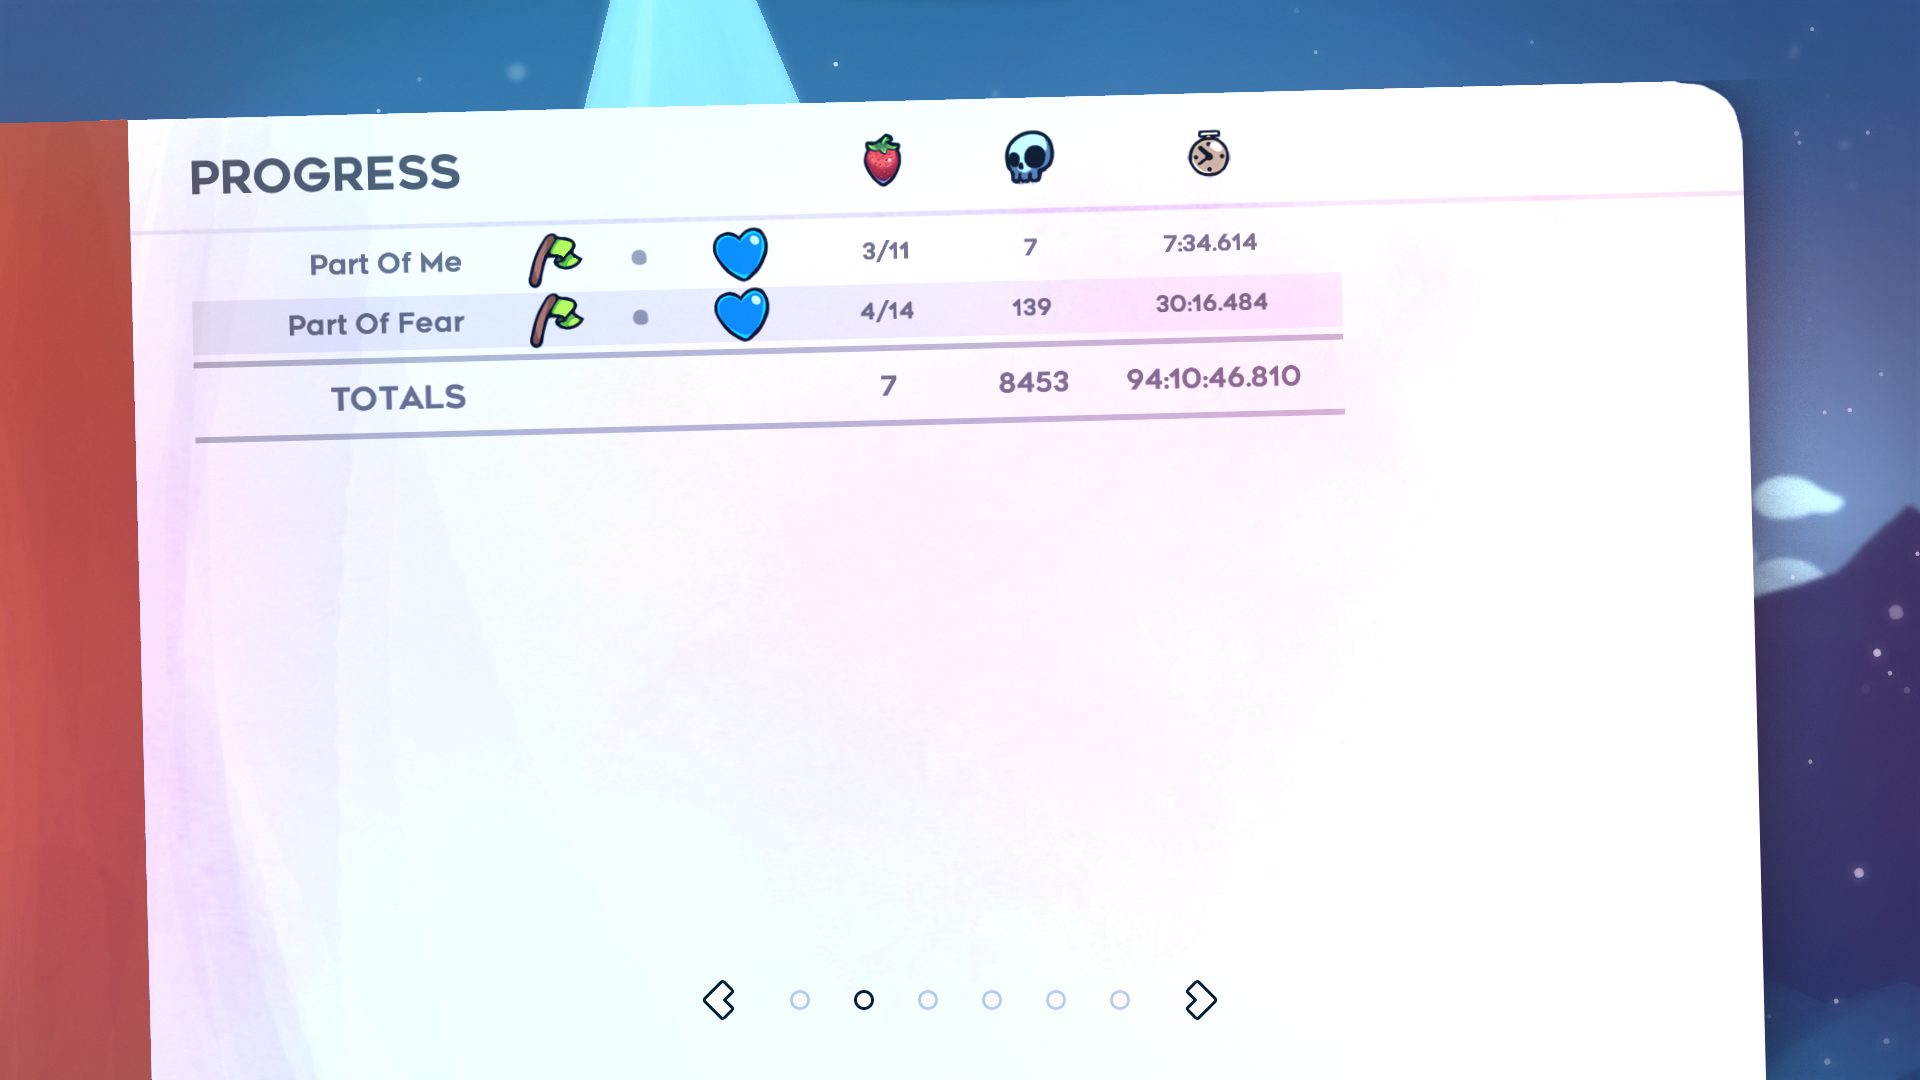 PROGRESS
Part Of Me 3/11 7 7:34.614
Part Of Fear 4/14 139 30:16.484
TOTALS 7 8453 94:10:46.810